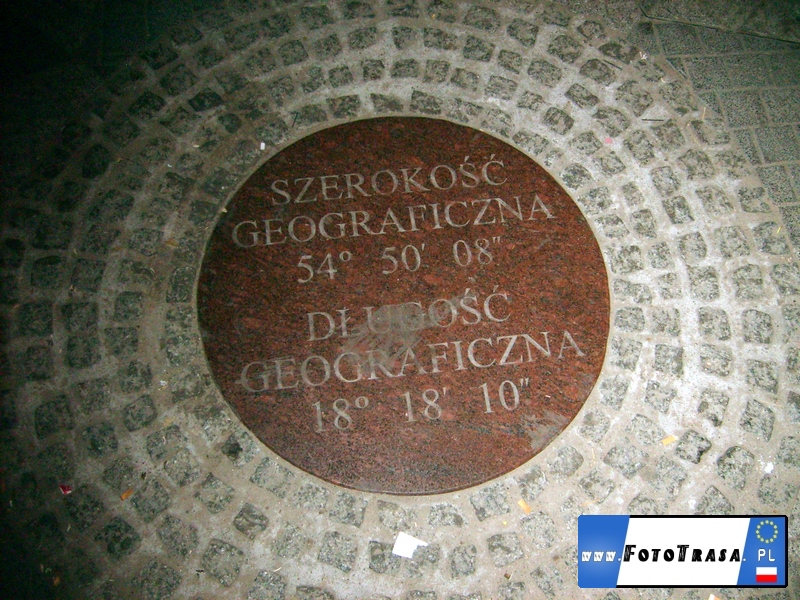 SZEROKOŚĆ
GEOGRAFICZNA
54° 50' 08"
DŁUGOŚĆ
GEOGRAFICZNA
18° 18' 10"
www.FOTOTRASA.PL